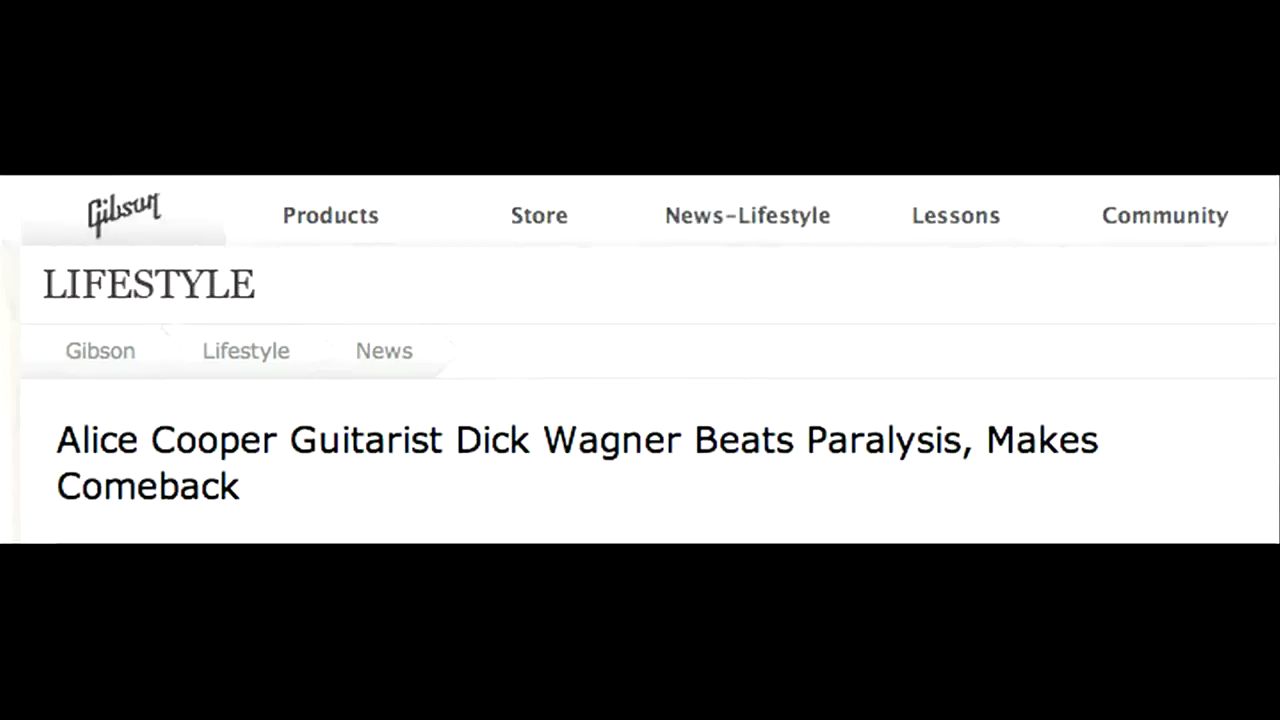 Gibson Products Store News-Lifestyle Lessons Community
LIFESTYLE
Gibson Lifestyle News
Alice Cooper Guitarist Dick Wagner Beats Paralysis, Makes
Comeback